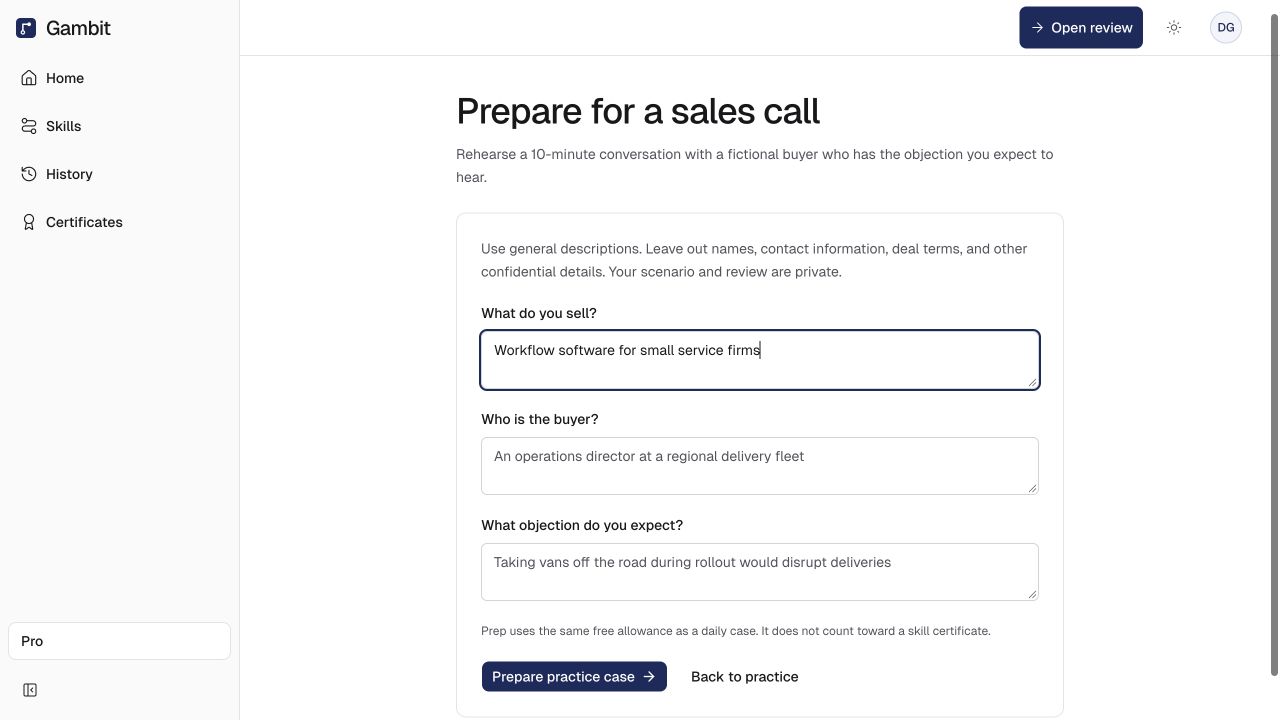 Gambit
Home
Skills
History
Certificates
Pro
Open review
DG
Prepare for a sales call
Rehearse a 10-minute conversation with a fictional buyer who has the objection you expect to
hear.
Use general descriptions. Leave out names, contact information, deal terms, and other
confidential details. Your scenario and review are private.
What do you sell?
Workflow software for small service firms
Who is the buyer?
An operations director at a regional delivery fleet
What objection do you expect?
Taking vans off the road during rollout would disrupt deliveries
Prep uses the same free allowance as a daily case. It does not count toward a skill certificate.
Prepare practice case
Back to practice